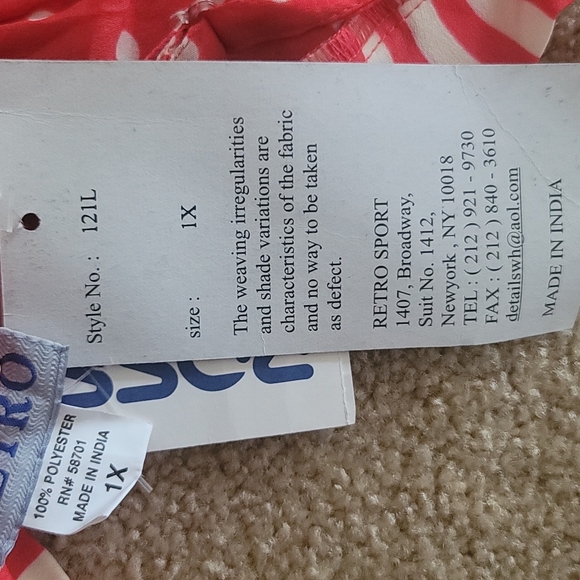 Style No. : 121L
size : 1X
The weaving irregularities
and shade variations are
characteristics of the fabric
and no way to be taken
as defect.
RETRO SPORT
1407, Broadway,
Suit No. 1412,
Newyork , NY 10018
TEL : ( 212 ) 921 - 9730
FAX : ( 212 ) 840 - 3610
detailswh@aol.com
MADE IN INDIA
100% POLYESTER
RN# 58701
MADE IN INDIA
1X